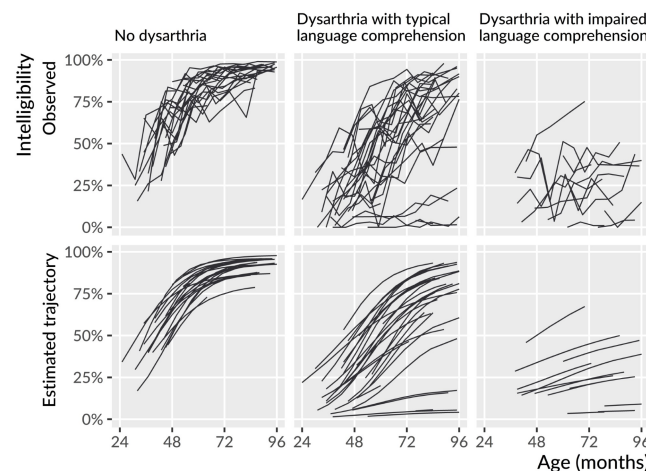 No dysarthria
Dysarthria with typical
language comprehension
Dysarthria with impaired
language comprehension
Intelligibility
Observed
100%
75%
50%
25%
0%
Estimated trajectory
100%
75%
50%
25%
0%
24 48 72 96
24 48 72 96
24 48 72 96
Age (months)